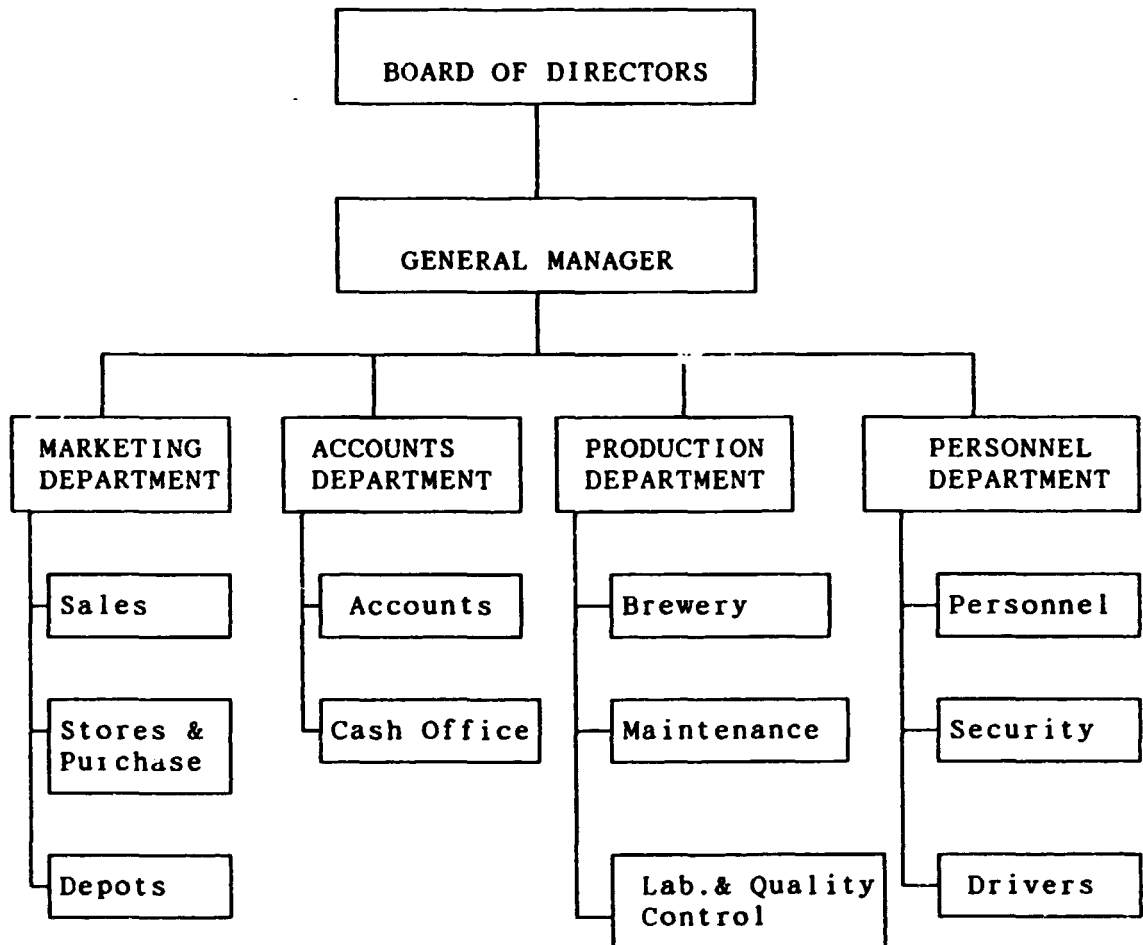 BOARD OF DIRECTORS
GENERAL MANAGER
MARKETING
DEPARTMENT
ACCOUNTS
DEPARTMENT
PRODUCTION
DEPARTMENT
PERSONNEL
DEPARTMENT
Sales
Stores &
Purchase
Depots
Accounts
Cash Office
Brewery
Maintenance
Lab.& Quality
Control
Personnel
Security
Drivers